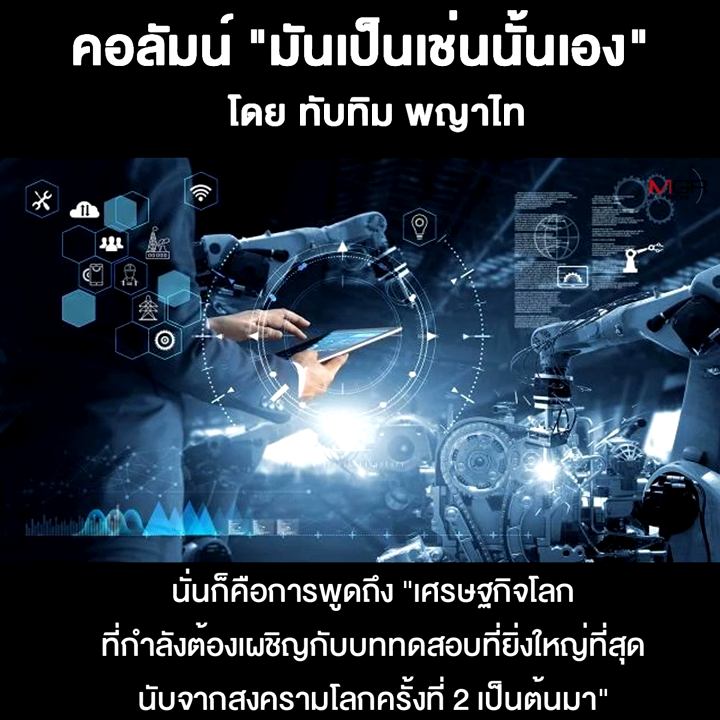 คอลัมน์ "มันเป็นเช่นนั้นเอง"
โดย ทับทิม พญาไท
นั่นก็คือการพูดถึง "เศรษฐกิจโลก
ที่กำลังต้องเผชิญกับบททดสอบที่ยิ่งใหญ่ที่สุด
นับจากสงครามโลกครั้งที่ 2 เป็นต้นมา"